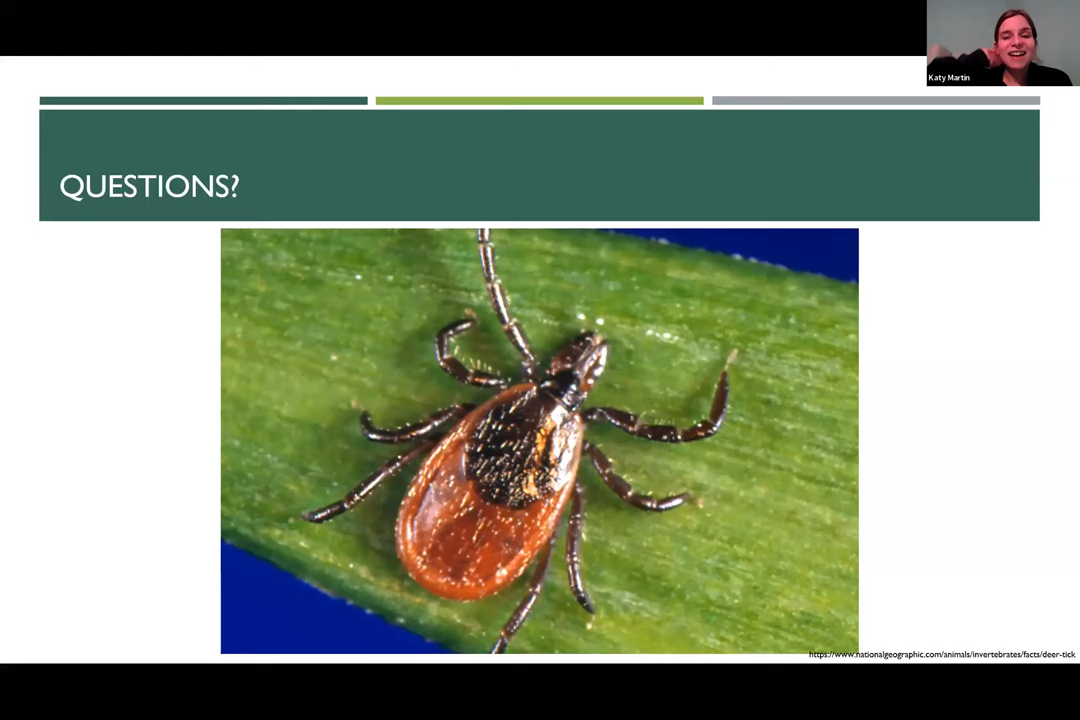 Katy Martin
QUESTIONS?
https://www.nationalgeographic.com/animals/invertebrates/facts/deer-tick